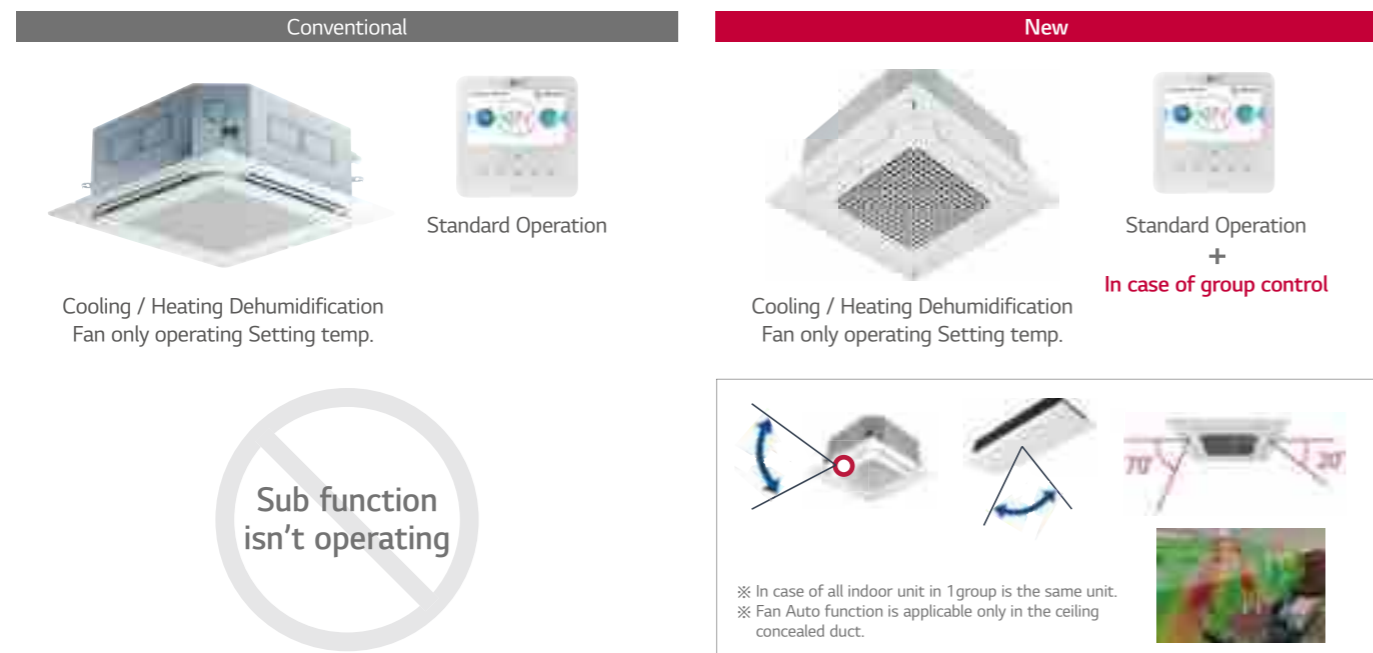 Conventional
Standard Operation
Cooling / Heating Dehumidification
Fan only operating Setting temp.
Sub function
isn't operating
New
Standard Operation
+
In case of group control
Cooling / Heating Dehumidification
Fan only operating Setting temp.
70°
20°
※ In case of all indoor unit in 1group is the same unit.
※ Fan Auto function is applicable only in the ceiling
concealed duct.